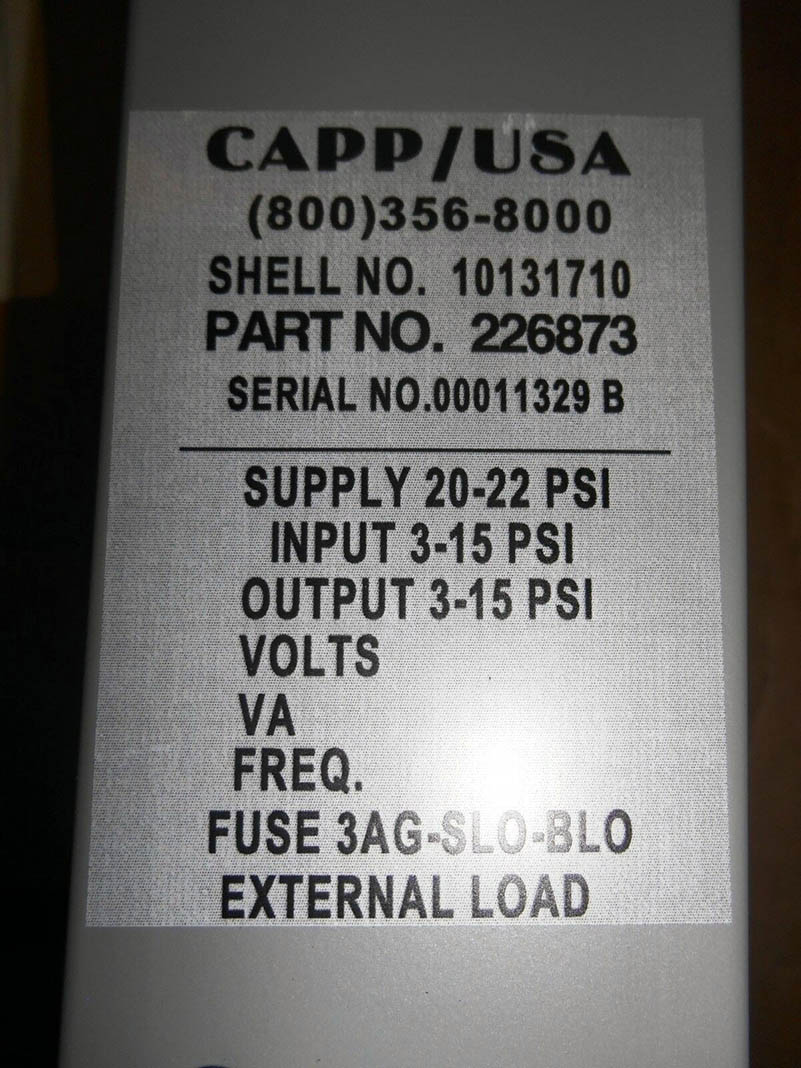 CAPP/USA
(800)356-8000
SHELL NO. 10131710
PART NO. 226873
SERIAL NO.00011329 B
SUPPLY 20-22 PSI
INPUT 3-15 PSI
OUTPUT 3-15 PSI
VOLTS
VA
FREQ.
FUSE 3AG-SLO-BLO
EXTERNAL LOAD